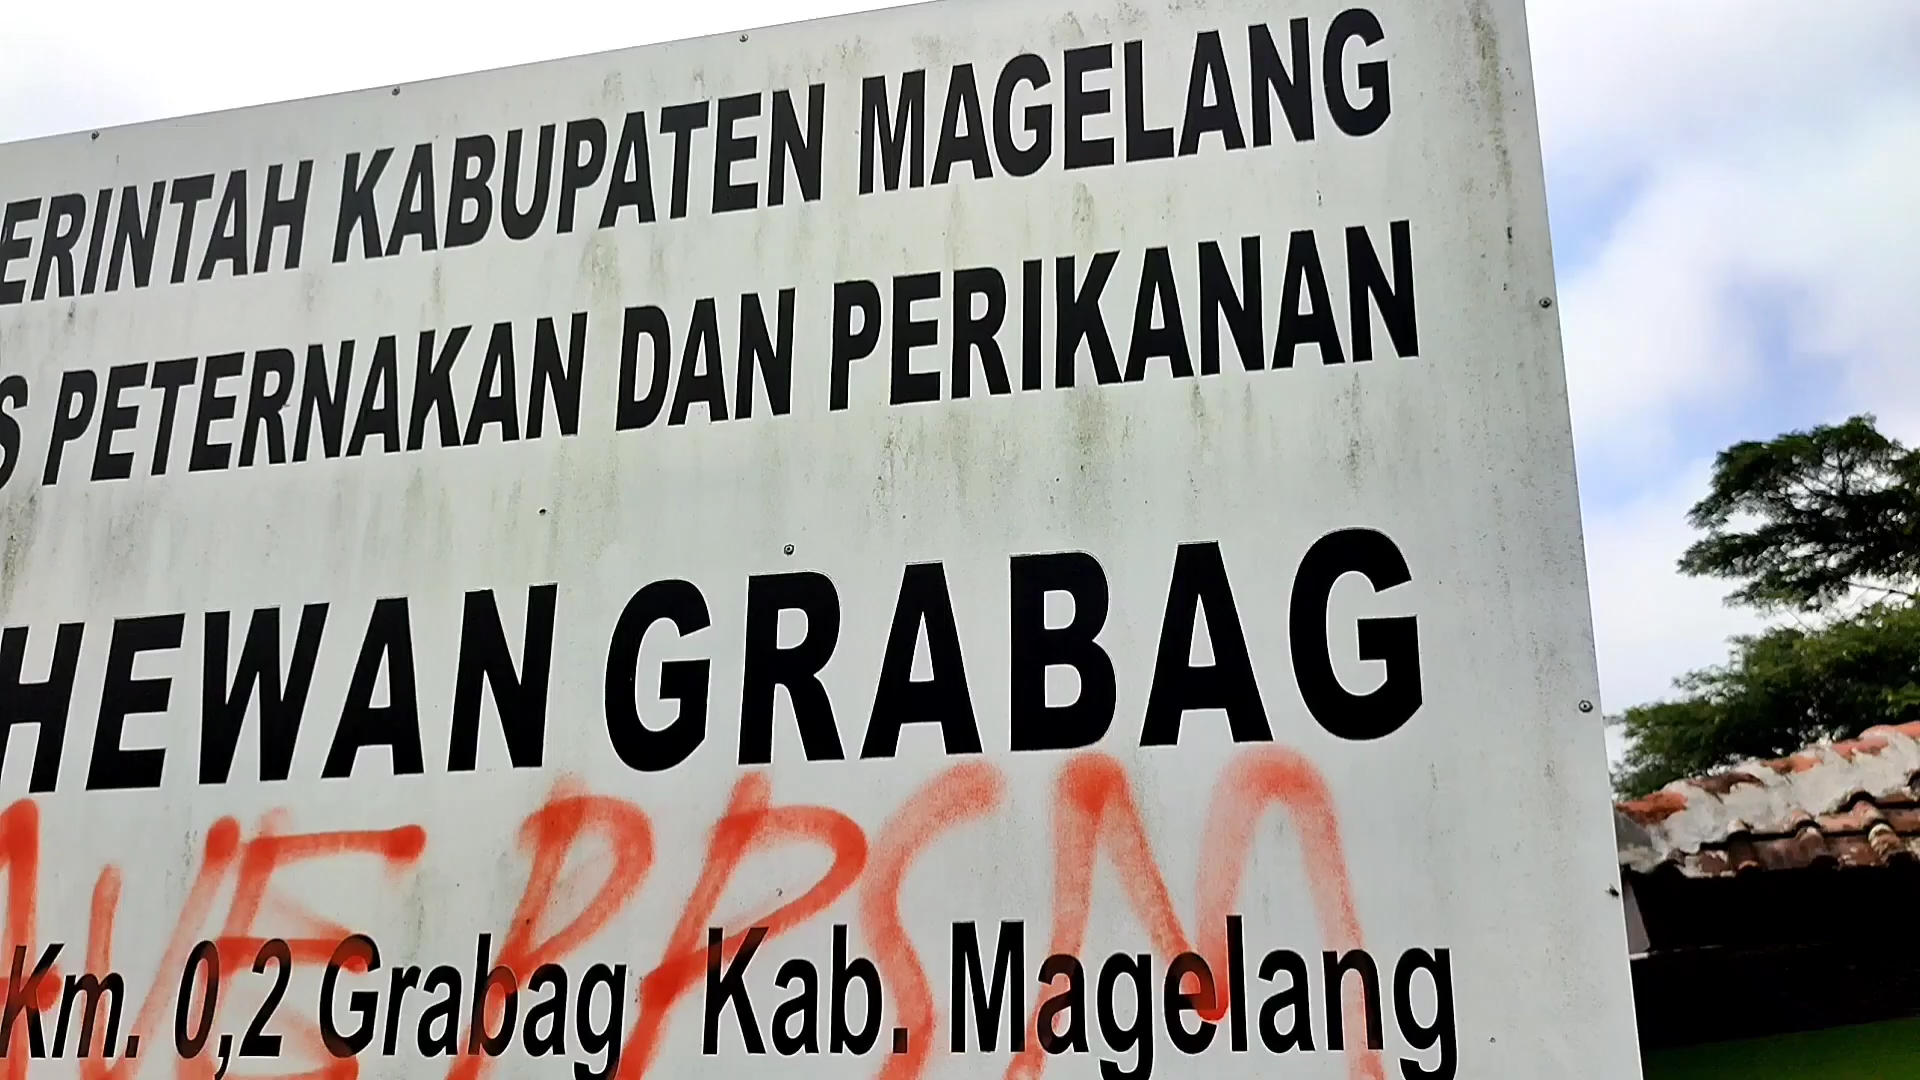 ERINTAH KABUPATEN MAGELANG
S PETERNAKAN DAN PERIKANAN
HEWAN GRABAG
Km. 0,2 Grabag Kab. Magelang